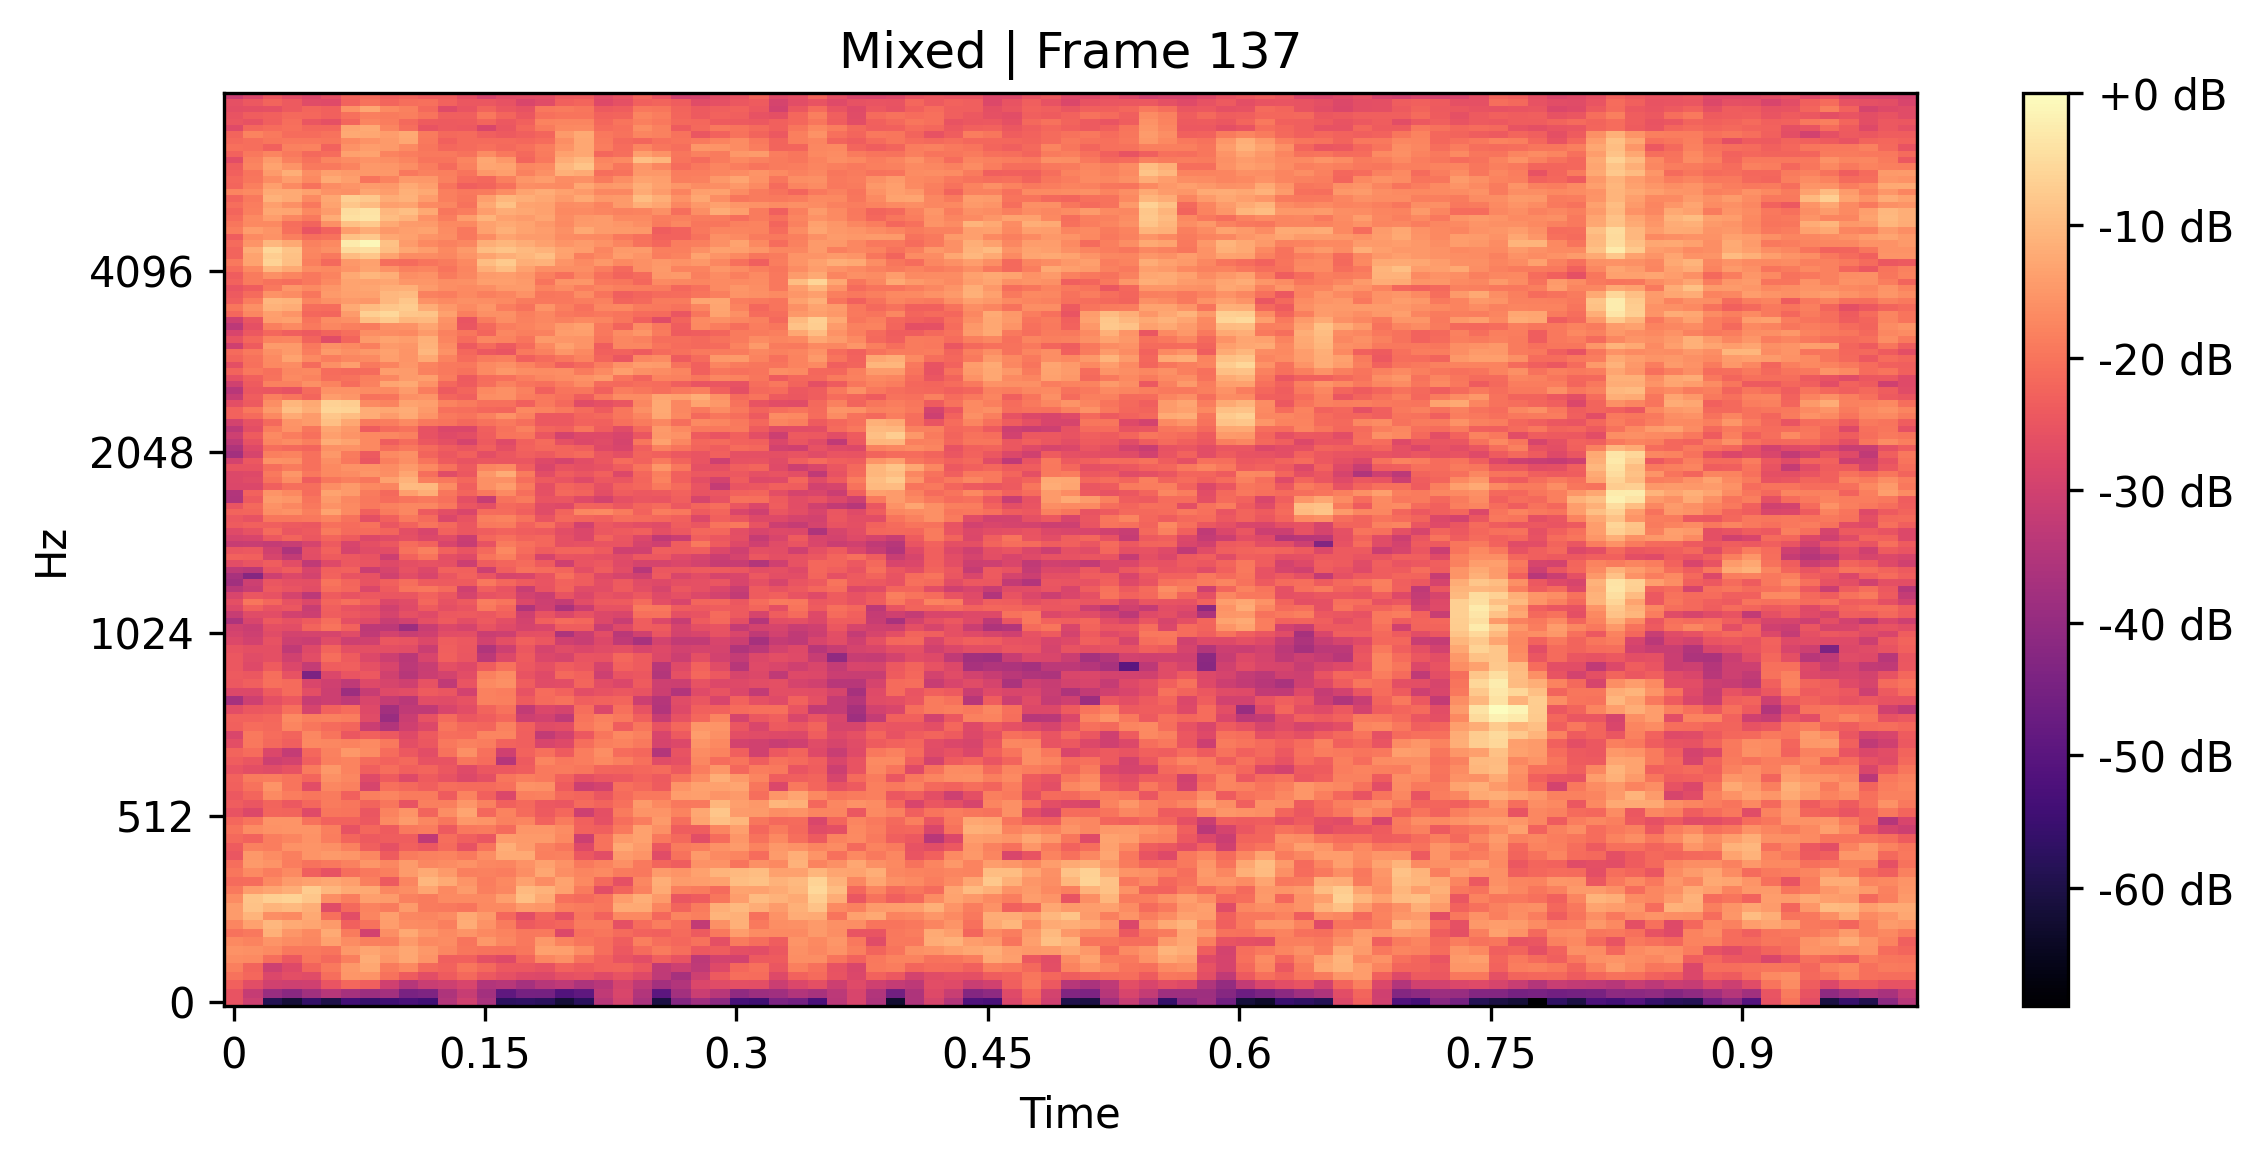 Mixed | Frame 137
+0 dB
-10 dB
-20 dB
-30 dB
-40 dB
-50 dB
-60 dB
Hz
4096
2048
1024
512
0
0 0.15 0.3 0.45 0.6 0.75 0.9
Time